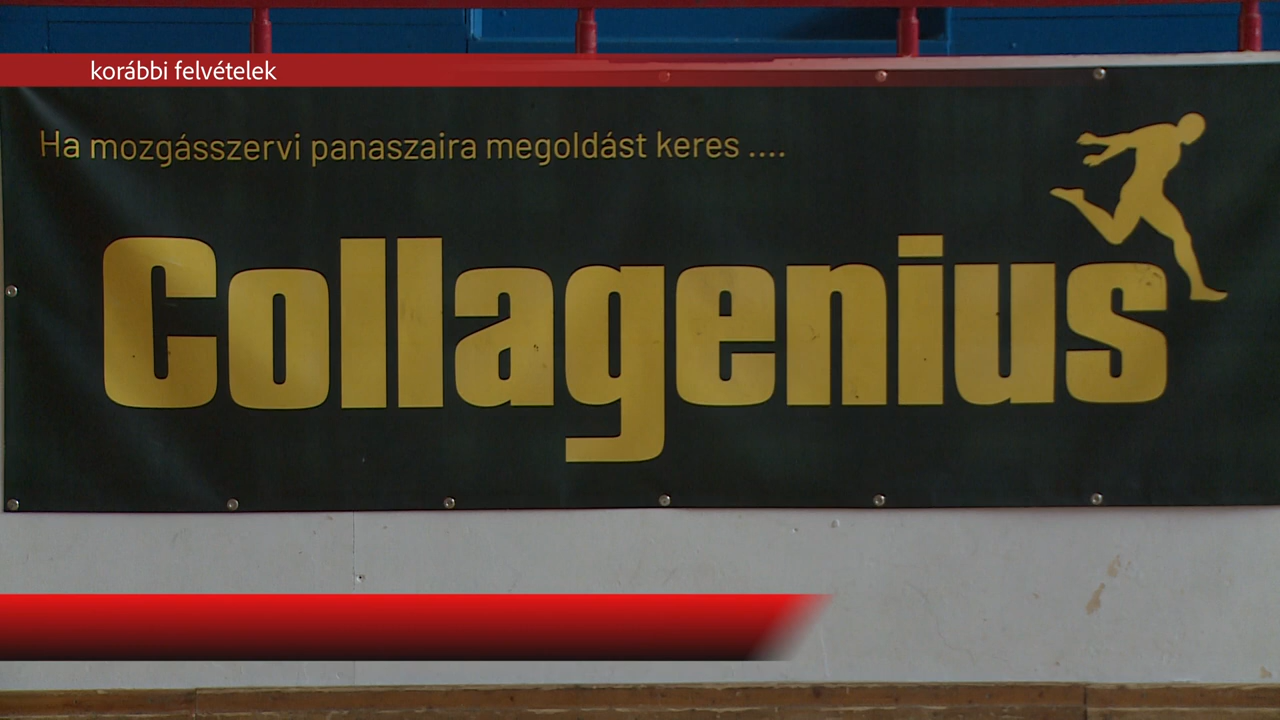 korábbi felvételek
Ha mozgásszervi panaszaira megoldást keres ....
Collagenius